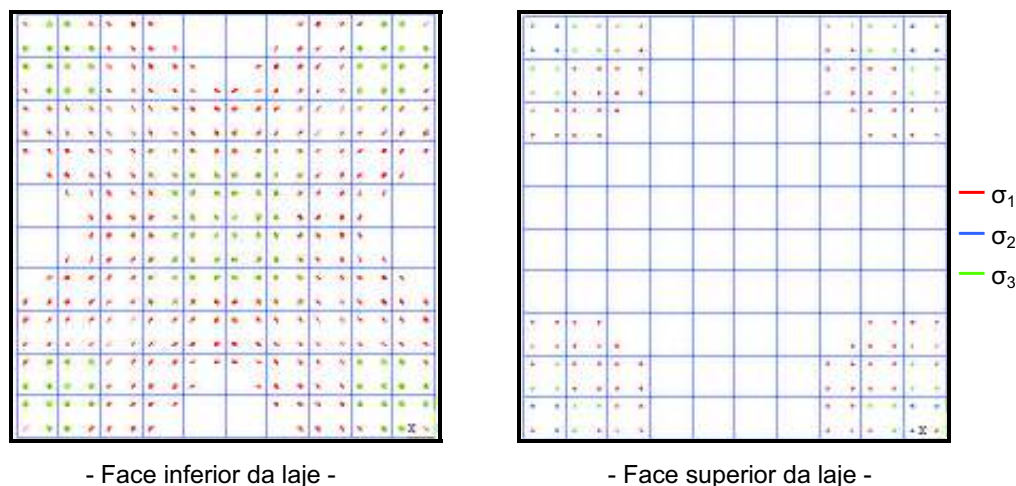 X
X
σ1
σ2
σ3
- Face inferior da laje -
- Face superior da laje -